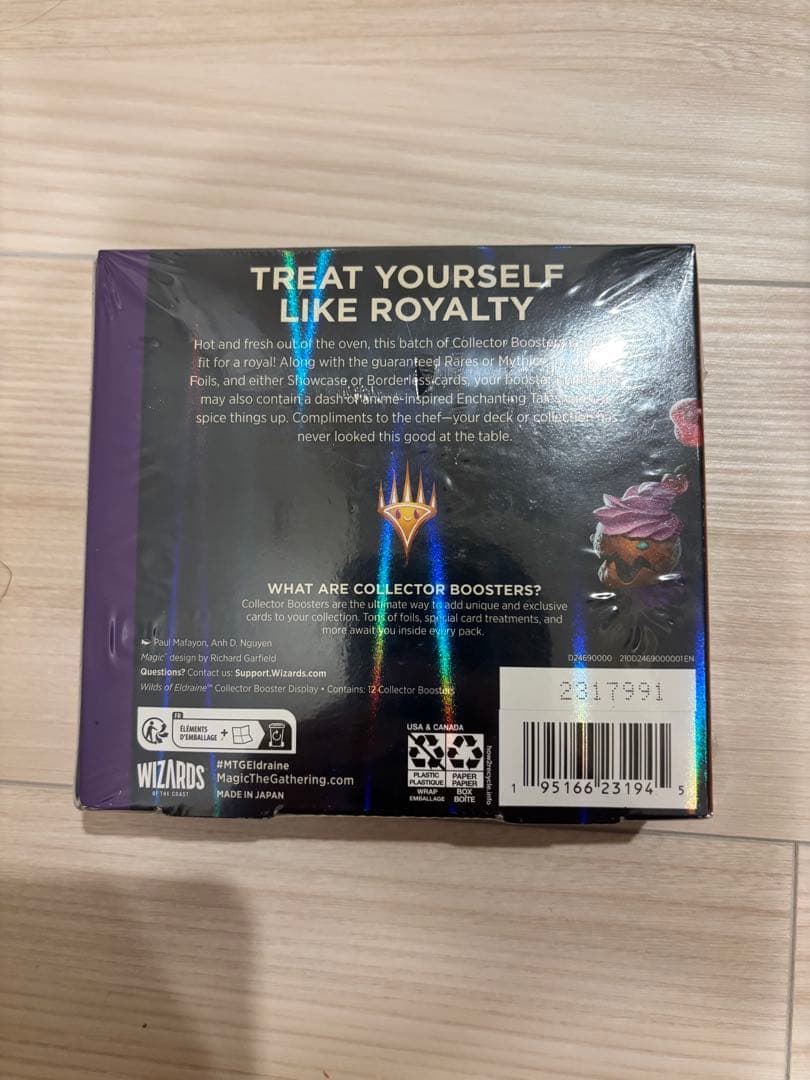 TREAT YOURSELF
LIKE ROYALTY
Hot and fresh out of the oven, this batch of Collector Boosters
fit for a royal! Along with the guaranteed Rares or Mythic
Foils, and either Showcase or Borderless cards, your booster
may also contain a dash of anime-inspired Enchanting
spice things up. Compliments to the chef—your deck or collection has
never looked this good at the table.
WHAT ARE COLLECTOR BOOSTERS?
Collector Boosters are the ultimate way to add unique and exclusive
cards to your collection. Tons of foils, special card treatments, and
more await you inside every pack.
Paul Mafayon, Anh D. Nguyen
Magic™ design by Richard Garfield
Questions? Contact us: Support.Wizards.com
Wilds of Eldraine™ Collector Booster Display • Contains: 12 Collector Boosters
D24690000 210D2469000001EN
2317991
FR
ÉLÉMENTS
D'EMBALLAGE +
WIZARDS
OF THE COAST
#MTGEldraine
MagicTheGathering.com
MADE IN JAPAN
USA & CANADA
PLASTIC
PLASTIQUE
WRAP
EMBALLAGE
PAPER
PAPIER
BOX
BOÎTE
how2recycle.info
1 95166 23194 5